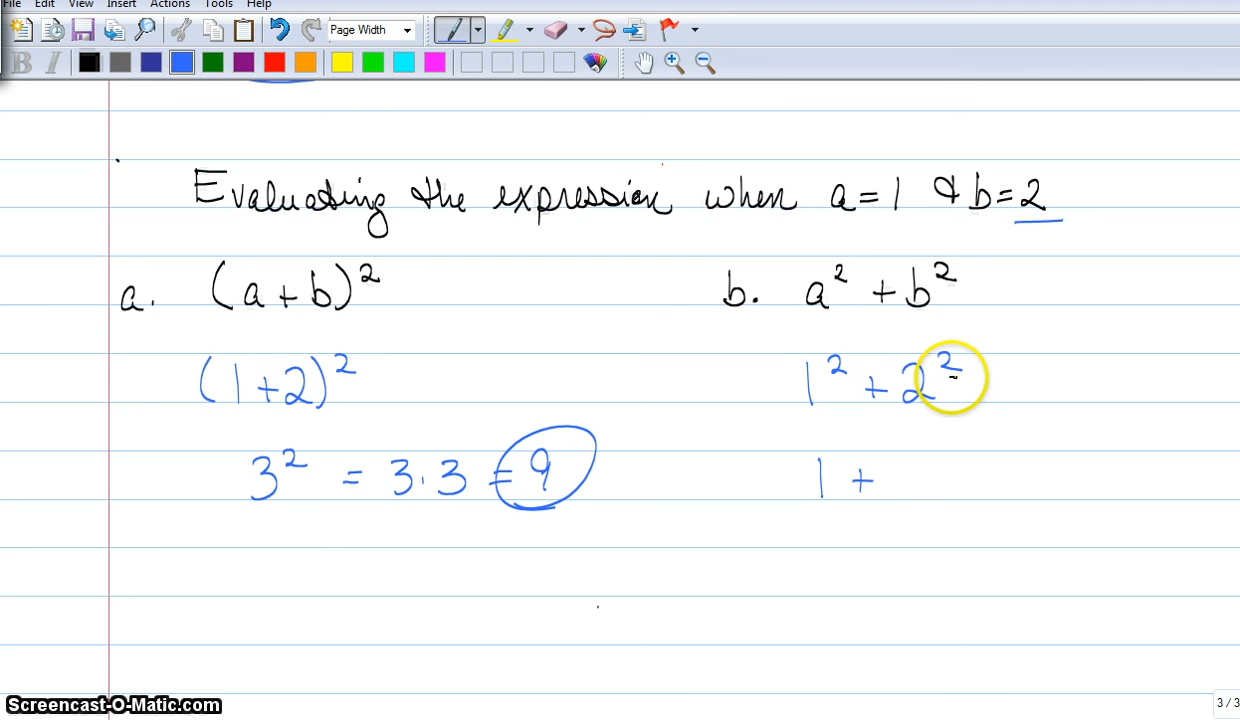 File Edit View Insert Actions Tools Help
Page Width
B I
Evaluating the expression when a=1 & b=2
a. (a+b)² b. a² + b²
(1+2)² 1² + 2²
3² = 3·3 = 9 1 +
Screencast-O-Matic.com 3 / 3